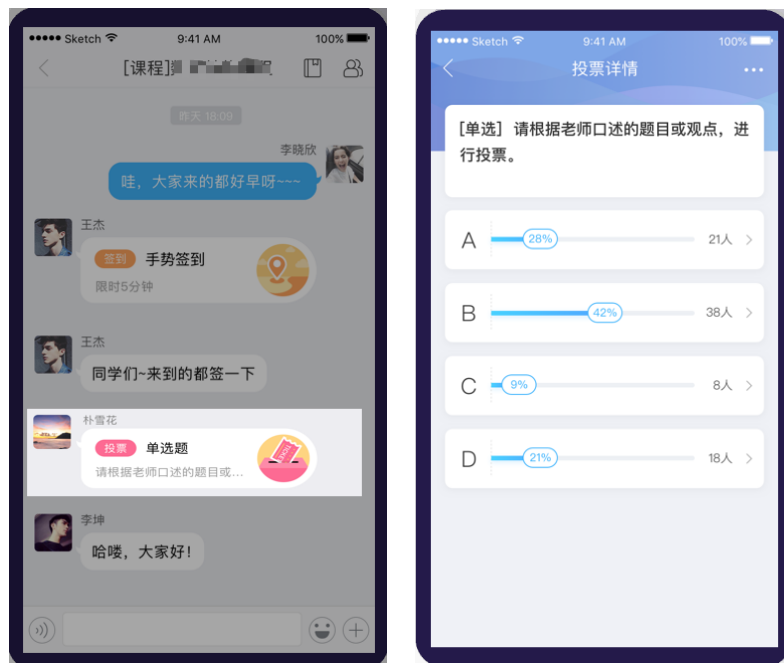 Sketch 9:41 AM 100%
[课程]
昨天 18:09
李晓欣
哇，大家来的都好早呀~~~
王杰
签到 手势签到
限时5分钟
王杰
同学们~来到的都签一下
朴雪花
投票 单选题
请根据老师口述的题目或...
TICKET
李坤
哈喽，大家好！
Sketch 9:41 AM 100%
投票详情
[单选] 请根据老师口述的题目或观点，进
行投票。
A 28% 21人
B 42% 38人
C 9% 8人
D 21% 18人